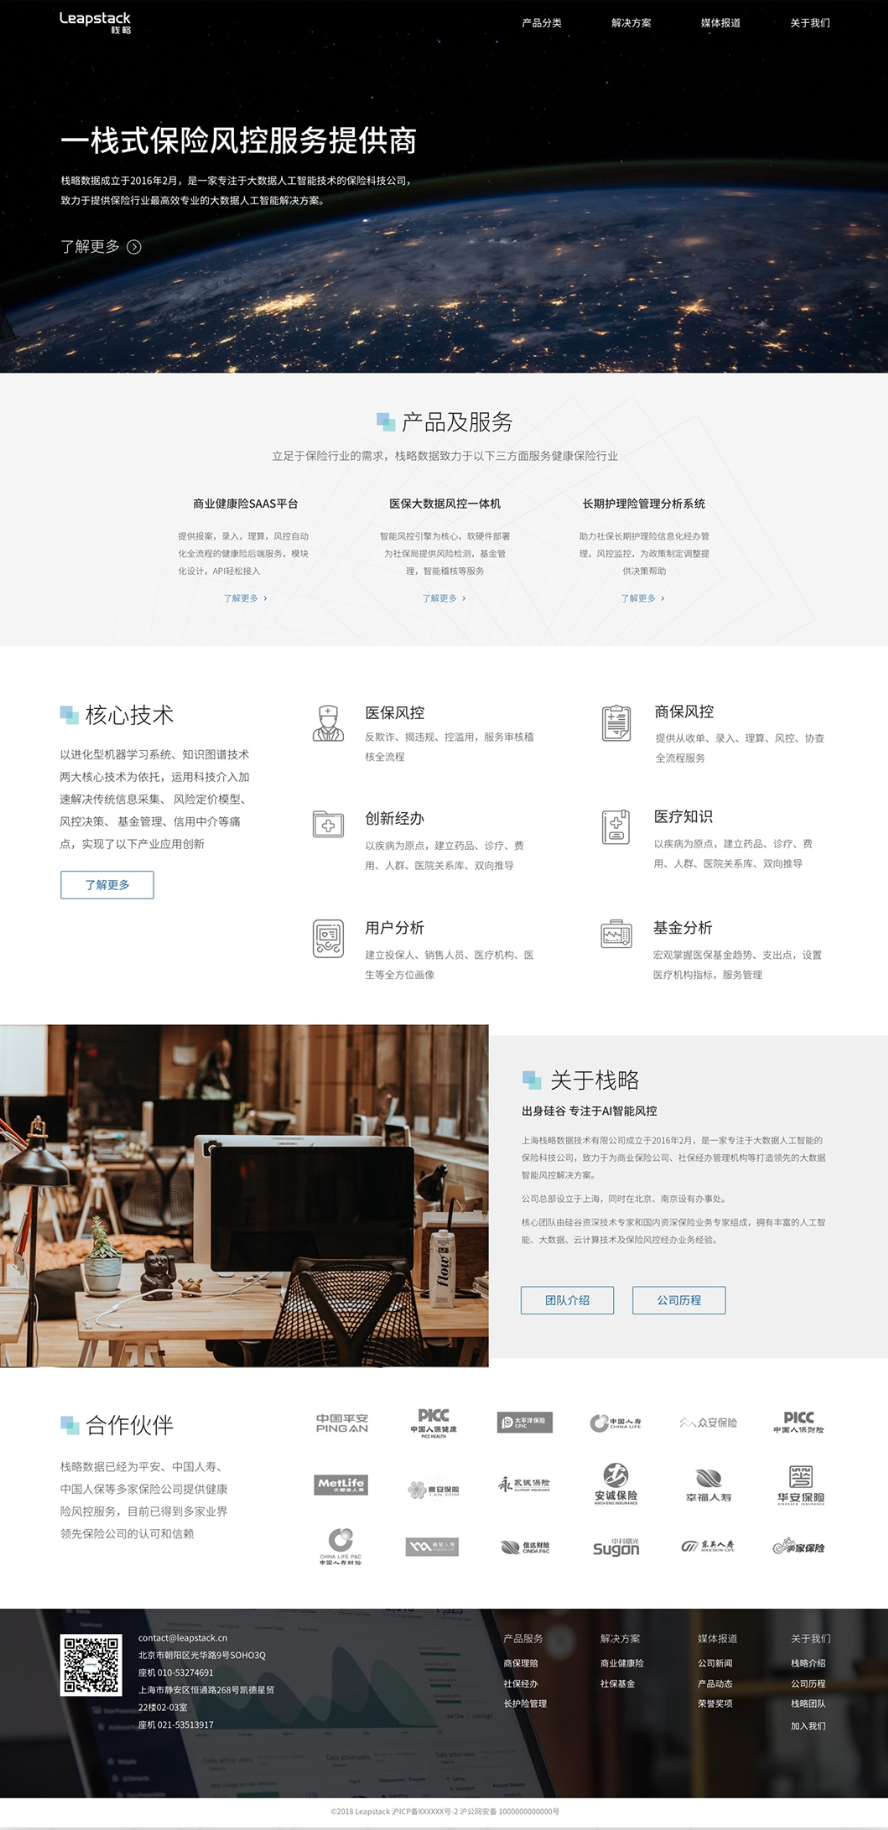 Leapstack
栈略
产品分类 解决方案 媒体报道 关于我们
一栈式保险风控服务提供商
栈略数据成立于2016年2月，是一家专注于大数据人工智能技术的保险科技公司，
致力于提供保险行业最高效专业的大数据人工智能解决方案。
了解更多
产品及服务
立足于保险行业的需求，栈略数据致力于以下三方面服务健康保险行业
商业健康险SAAS平台
提供报案，录入，理算，风控自动
化全流程的健康险后端服务，模块
化设计，API轻松接入
了解更多 >
医保大数据风控一体机
智能风控引擎为核心，软硬件部署
为社保局提供风险检测，基金管
理，智能稽核等服务
了解更多 >
长期护理险管理分析系统
助力社保长期护理险信息化经办管
理，风控监控，为政策制定调整提
供决策帮助
了解更多 >
核心技术
以进化型机器学习系统、知识图谱技术
两大核心技术为依托，运用科技介入加
速解决传统信息采集、 风险定价模型、
风控决策、 基金管理、信用中介等痛
点，实现了以下产业应用创新
了解更多
医保风控
反欺诈、揭违规、控滥用，服务审核稽
核全流程
商保风控
提供从收单、录入、理算、风控、协查
全流程服务
创新经办
以疾病为原点，建立药品、诊疗、费
用、人群、医院关系库、双向推导
医疗知识
以疾病为原点，建立药品、诊疗、费
用、人群、医院关系库、双向推导
用户分析
建立投保人、销售人员、医疗机构、医
生等全方位画像
基金分析
宏观掌握医保基金趋势、支出点，设置
医疗机构指标，服务管理
flow
关于栈略
出身硅谷 专注于AI智能风控
上海栈略数据技术有限公司成立于2016年2月，是一家专注于大数据人工智能的
保险科技公司，致力于为商业保险公司、社保经办管理机构等打造领先的大数据
智能风控解决方案。
公司总部设立于上海，同时在北京、南京设有办事处。
核心团队由硅谷资深技术专家和国内资深保险业务专家组成，拥有丰富的人工智
能、大数据、云计算技术及保险风控经办业务经验。
团队介绍 公司历程
合作伙伴
栈略数据已经为平安、中国人寿、
中国人保等多家保险公司提供健康
险风控服务，目前已得到多家业界
领先保险公司的认可和信赖
中国平安
PING AN
PICC
中国人保健康
PICC HEALTH
太平洋保险
CPIC
中国人寿
CHINA LIFE
众安保险
PICC
中国人保财险
MetLife
大都会人寿
安诚保险
ANCHENG INSURANCE
幸福人寿
华安保险
CHINA LIFE P&C
中国人寿财险
信达财险
CINDA P&C
中科曙光
Sugon
contact@leapstack.cn
北京市朝阳区光华路9号SOHO3Q
座机 010-53274691
上海市静安区恒通路268号凯德星贸
22楼02-03室
座机 021-53513917
产品服务
商保理赔
社保经办
长护险管理
解决方案
商业健康险
社保基金
媒体报道
公司新闻
产品动态
荣誉奖项
关于我们
栈略介绍
公司历程
栈略团队
加入我们
©2018 Leapstack 沪ICP备XXXXXX号-2 沪公网安备 1000000000000号